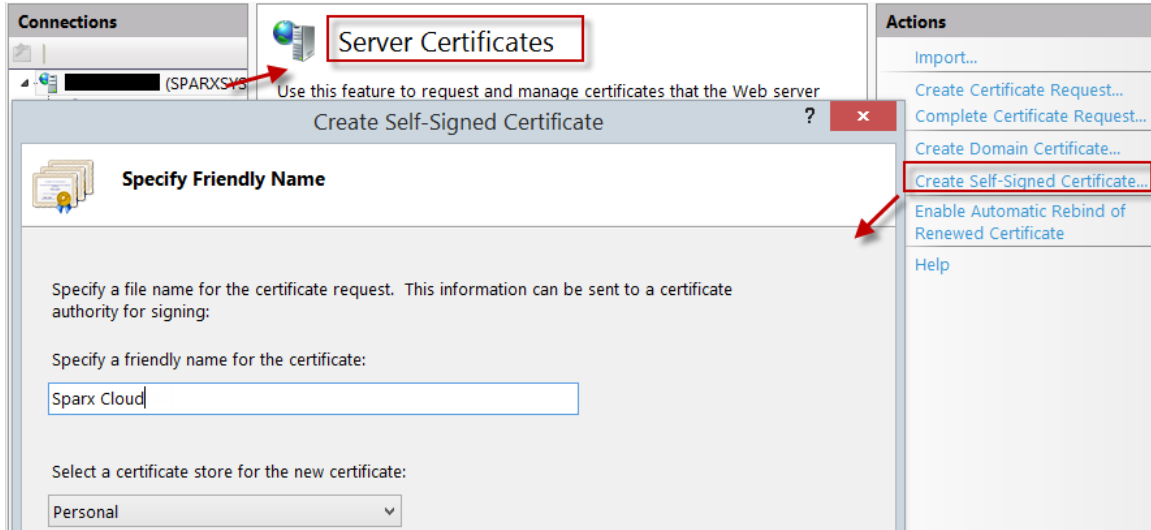 Connections
Server Certificates
(SPARXSYS
Use this feature to request and manage certificates that the Web server
Actions
Import...
Create Certificate Request...
Complete Certificate Request...
Create Domain Certificate...
Create Self-Signed Certificate...
Enable Automatic Rebind of
Renewed Certificate
Help
Create Self-Signed Certificate
?
x
Specify Friendly Name
Specify a file name for the certificate request.  This information can be sent to a certificate
authority for signing:
Specify a friendly name for the certificate:
Sparx Cloud
Select a certificate store for the new certificate:
Personal